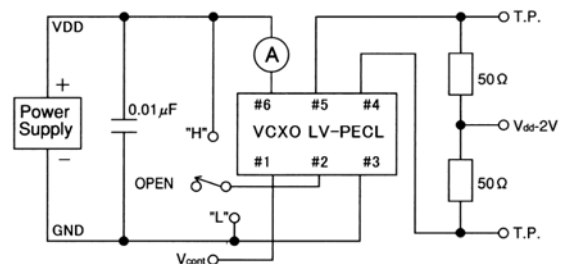 VDD
T.P.
A
+
0.01μF
#6 #5 #4
50Ω
Power
Supply
"H"
VCXO LV-PECL
Vdd-2V
#1 #2 #3
−
OPEN
50Ω
"L"
GND
T.P.
Vcont